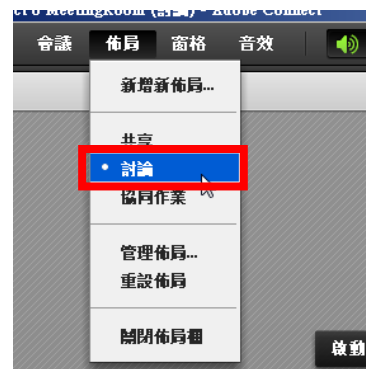 MeetingRoom (討論) - Adobe Connect
會議 佈局 窗格 音效
新增新佈局...
共享
• 討論
協同作業
管理佈局...
重設佈局
關閉佈局欄
啟動